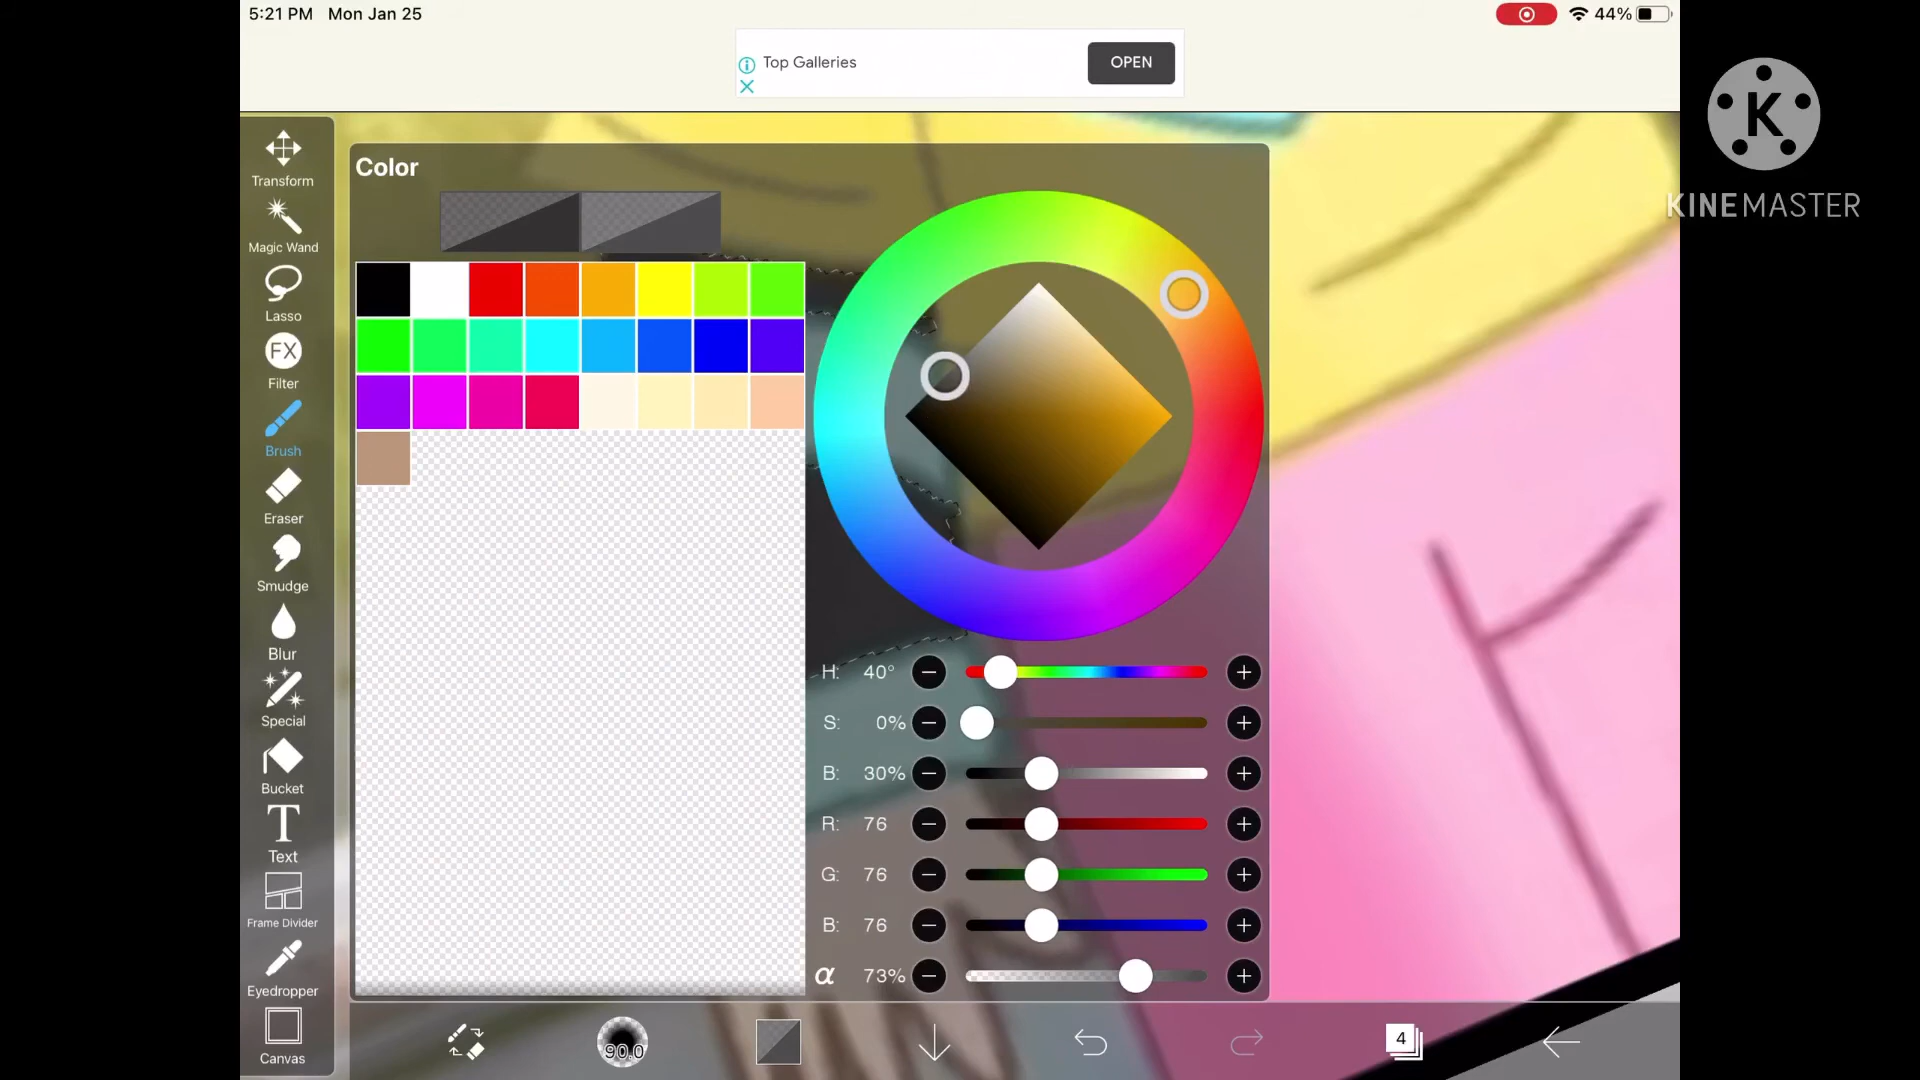 5:21 PM Mon Jan 25
44%
Top Galleries
OPEN
K
KINEMASTER
Color
Transform
Magic Wand
Lasso
FX
Filter
Brush
Eraser
Smudge
Blur
Special
Bucket
T
Text
Frame Divider
Eyedropper
Canvas
H: 40°
S: 0%
B: 30%
R: 76
G: 76
B: 76
α 73%
90.0
4